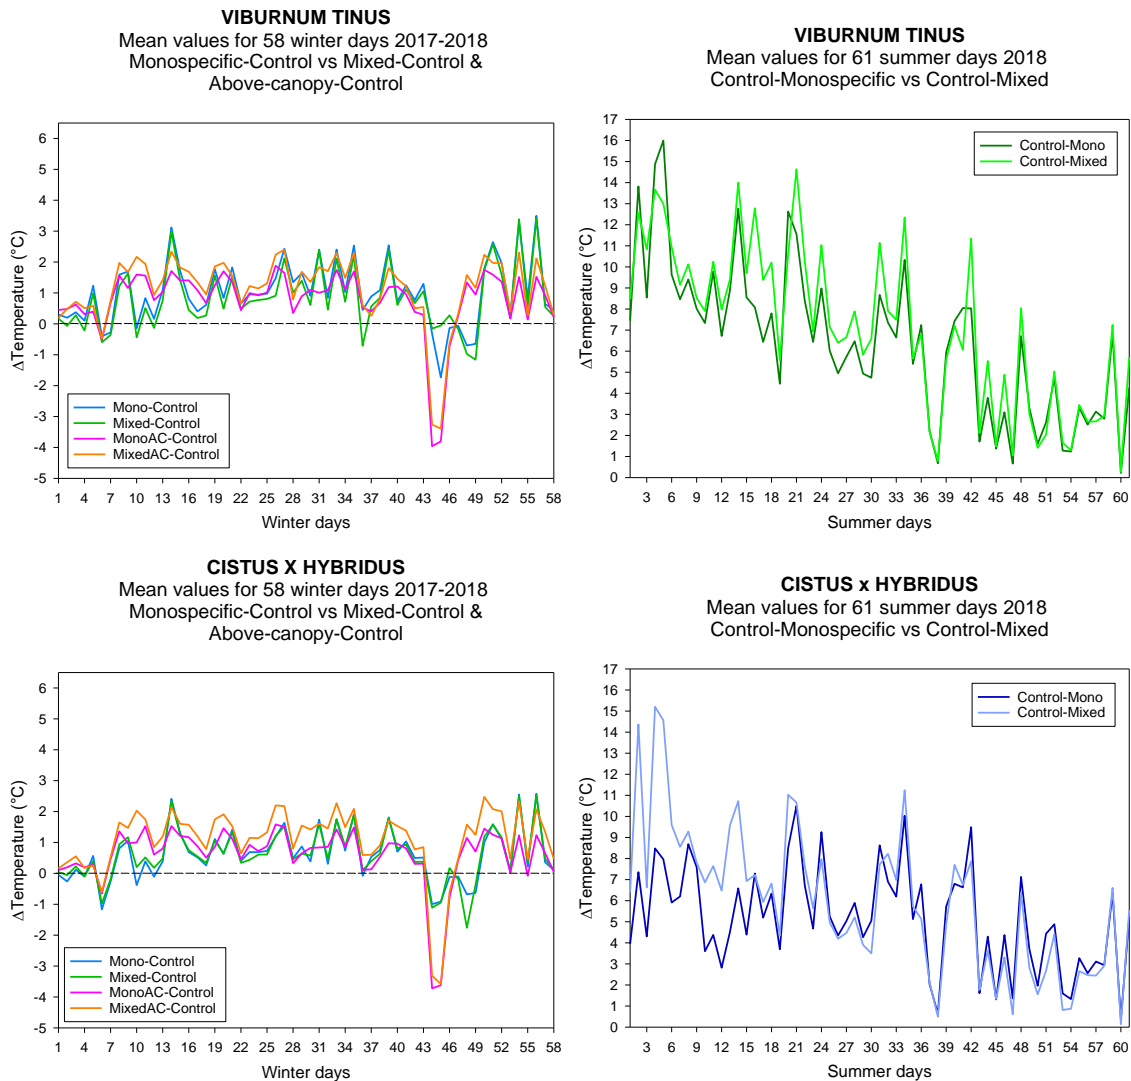 VIBURNUM TINUS
Mean values for 58 winter days 2017-2018
Monospecific-Control vs Mixed-Control &
Above-canopy-Control
ΔTemperature (°C)
6
5
4
3
2
1
0
-1
-2
-3
-4
-5
Mono-Control
Mixed-Control
MonoAC-Control
MixedAC-Control
1 4 7 10 13 16 19 22 25 28 31 34 37 40 43 46 49 52 55 58
Winter days
VIBURNUM TINUS
Mean values for 61 summer days 2018
Control-Monospecific vs Control-Mixed
ΔTemperature (°C)
17
16
15
14
13
12
11
10
9
8
7
6
5
4
3
2
1
0
Control-Mono
Control-Mixed
3 6 9 12 15 18 21 24 27 30 33 36 39 42 45 48 51 54 57 60
Summer days
CISTUS X HYBRIDUS
Mean values for 58 winter days 2017-2018
Monospecific-Control vs Mixed-Control &
Above-canopy-Control
ΔTemperature (°C)
6
5
4
3
2
1
0
-1
-2
-3
-4
-5
Mono-Control
Mixed-Control
MonoAC-Control
MixedAC-Control
1 4 7 10 13 16 19 22 25 28 31 34 37 40 43 46 49 52 55 58
Winter days
CISTUS x HYBRIDUS
Mean values for 61 summer days 2018
Control-Monospecific vs Control-Mixed
ΔTemperature (°C)
17
16
15
14
13
12
11
10
9
8
7
6
5
4
3
2
1
0
Control-Mono
Control-Mixed
3 6 9 12 15 18 21 24 27 30 33 36 39 42 45 48 51 54 57 60
Summer days